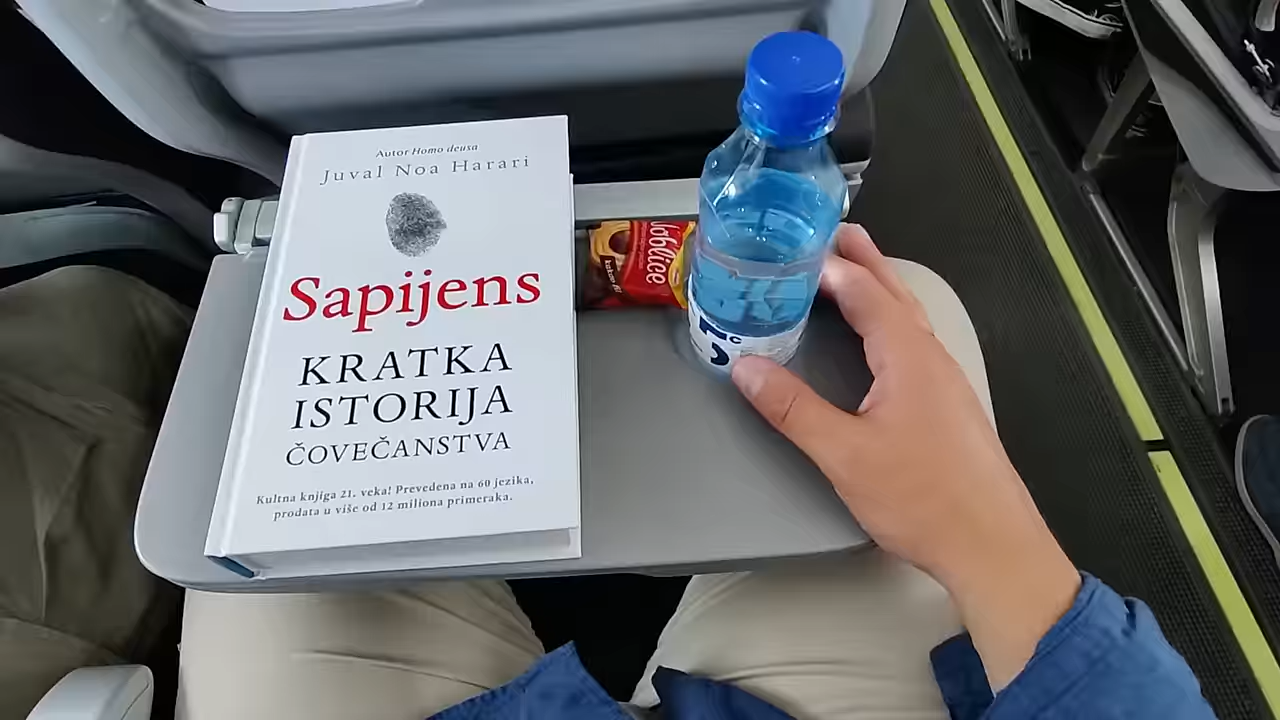 Autor Homo deusa
Juval Noa Harari
Sapijens
KRATKA
ISTORIJA
ČOVEČANSTVA
Kultna knjiga 21. veka! Prevedena na 60 jezika,
prodata u više od 12 miliona primeraka.